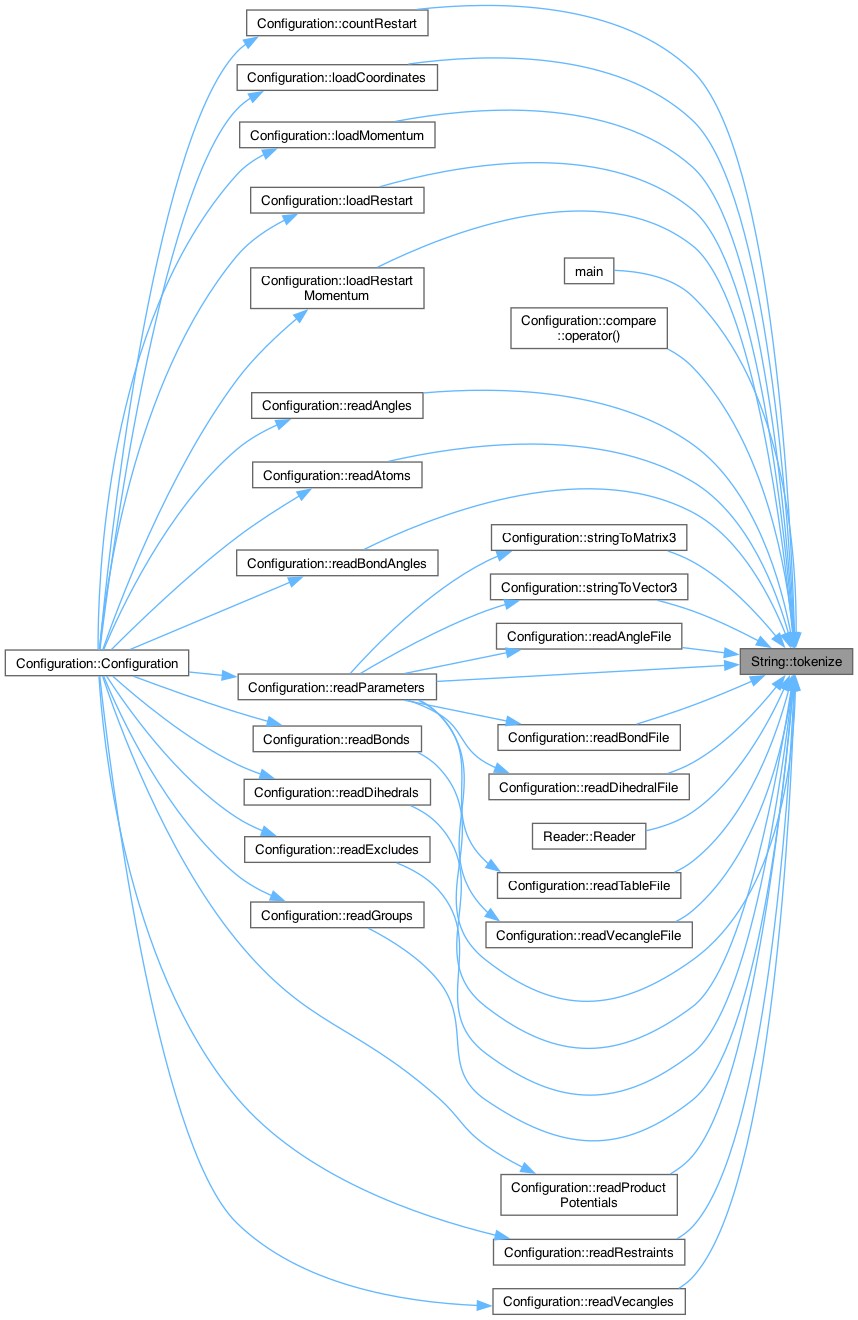 Configuration::countRestart
Configuration::loadCoordinates
Configuration::loadMomentum
Configuration::loadRestart
Configuration::loadRestart
Momentum
main
Configuration::compare
::operator()
Configuration::readAngles
Configuration::readAtoms
Configuration::stringToMatrix3
Configuration::readBondAngles
Configuration::stringToVector3
Configuration::readAngleFile
Configuration::Configuration
String::tokenize
Configuration::readParameters
Configuration::readBonds
Configuration::readBondFile
Configuration::readDihedrals
Configuration::readDihedralFile
Reader::Reader
Configuration::readExcludes
Configuration::readTableFile
Configuration::readGroups
Configuration::readVecangleFile
Configuration::readProduct
Potentials
Configuration::readRestraints
Configuration::readVecangles